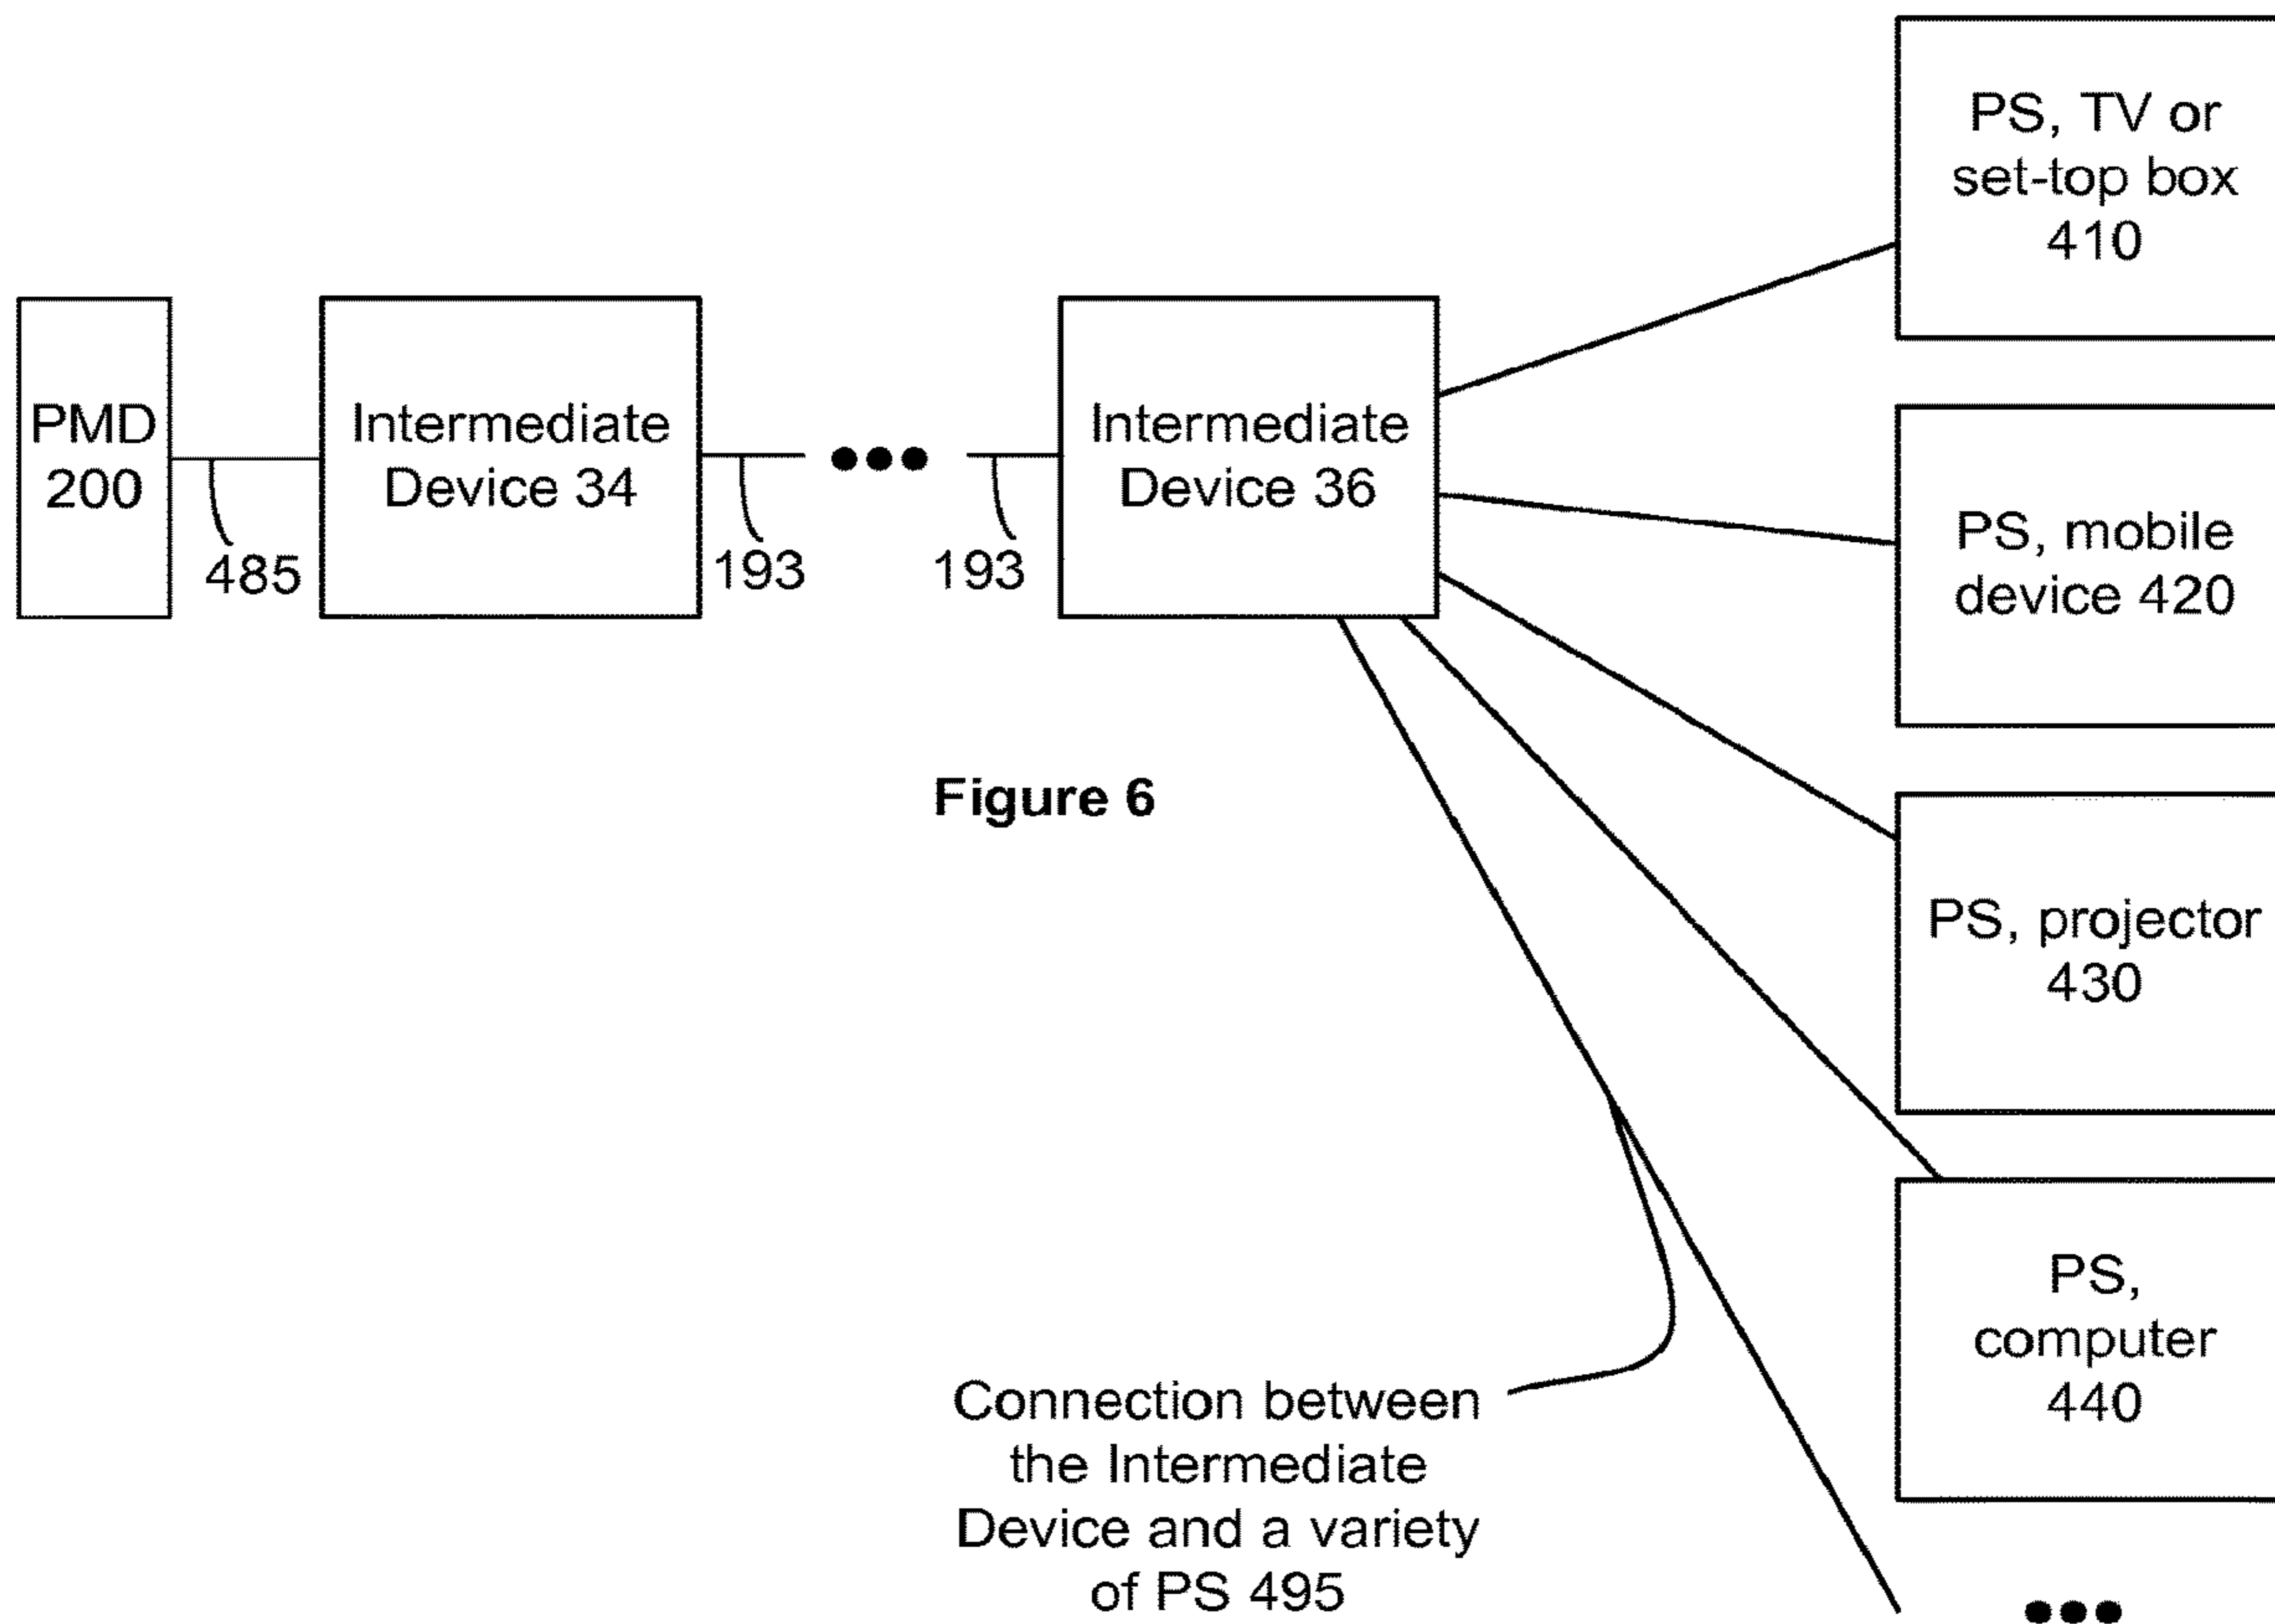 PMD
200
485
Intermediate
Device 34
193
193
Intermediate
Device 36
PS, TV or
set-top box
410
PS, mobile
device 420
PS, projector
430
PS,
computer
440
Figure 6
Connection between
the Intermediate
Device and a variety
of PS 495